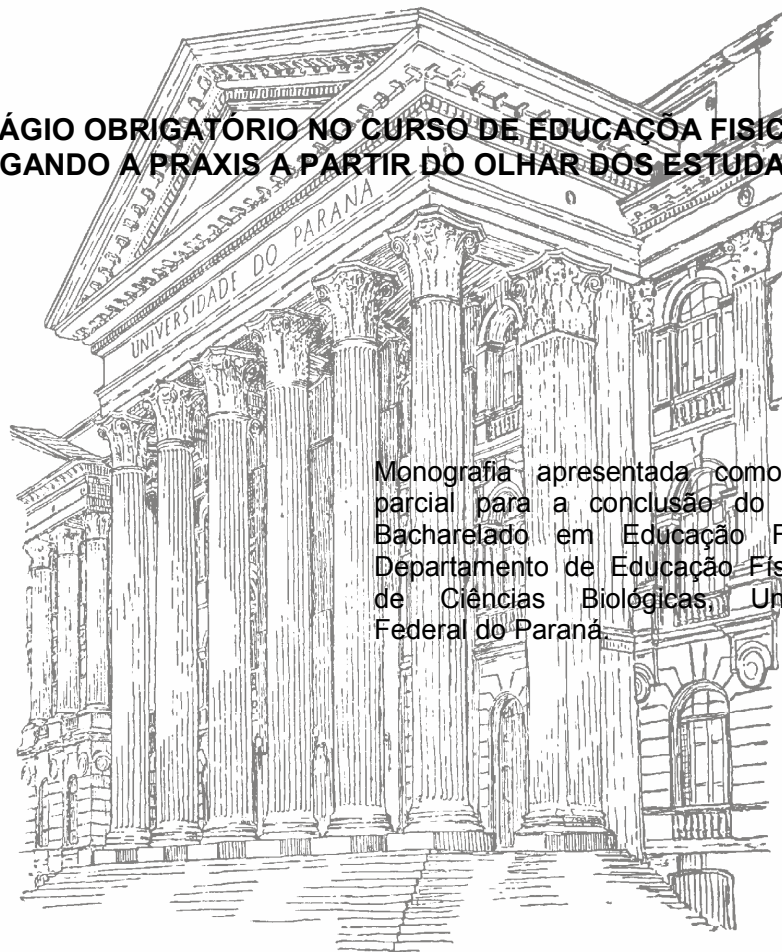 ÁGIO OBRIGATÓRIO NO CURSO DE EDUCAÇÕA FISIC
GANDO A PRAXIS A PARTIR DO OLHAR DOS ESTUDA
UNIVERSIDADE DO PARANÁ
Monografia apresentada como
parcial para a conclusão do
Bacharelado em Educação F
Departamento de Educação Fís
de Ciências Biológicas, Un
Federal do Paraná.